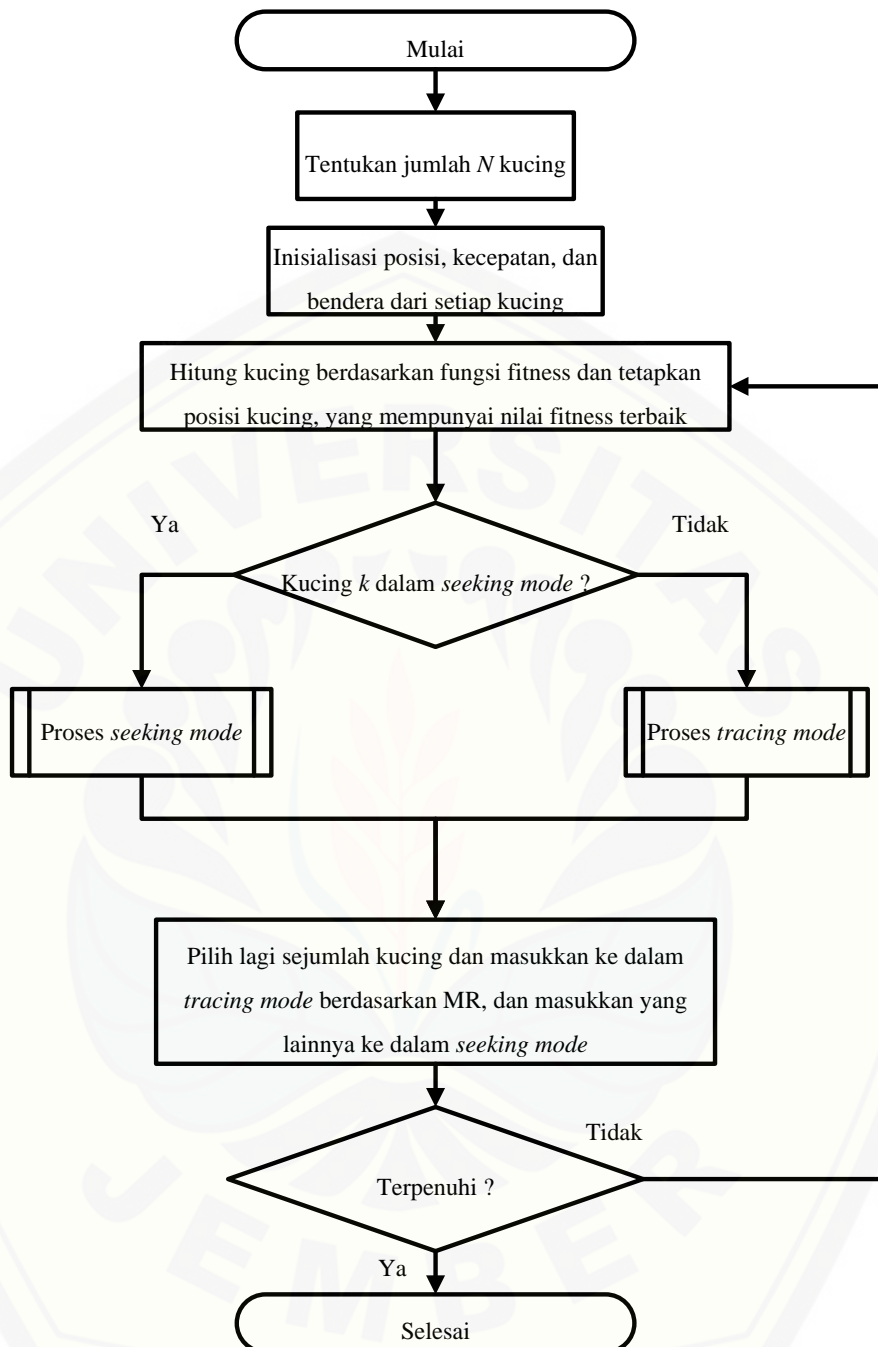 Mulai
Tentukan jumlah N kucing
Inisialisasi posisi, kecepatan, dan
bendera dari setiap kucing
Hitung kucing berdasarkan fungsi fitness dan tetapkan
posisi kucing, yang mempunyai nilai fitness terbaik
Ya
Tidak
Kucing k dalam seeking mode ?
Proses seeking mode
Proses tracing mode
Pilih lagi sejumlah kucing dan masukkan ke dalam
tracing mode berdasarkan MR, dan masukkan yang
lainnya ke dalam seeking mode
Tidak
Terpenuhi ?
Ya
Selesai
UNIVERSITAS
JEMBER